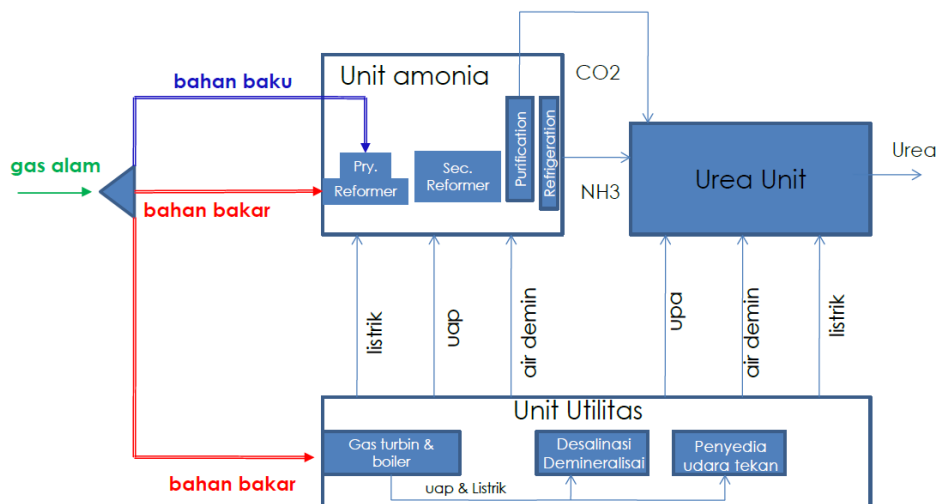 Unit amonia
CO2
bahan baku
gas alam
Pry.
Reformer
Sec.
Reformer
Purification
Refrigeration
bahan bakar
NH3
Urea Unit
Urea
listrik
uap
air demin
upa
air demin
listrik
Unit Utilitas
Gas turbin &
boiler
Desalinasi
Demineralisai
Penyedia
udara tekan
uap & Listrik
bahan bakar